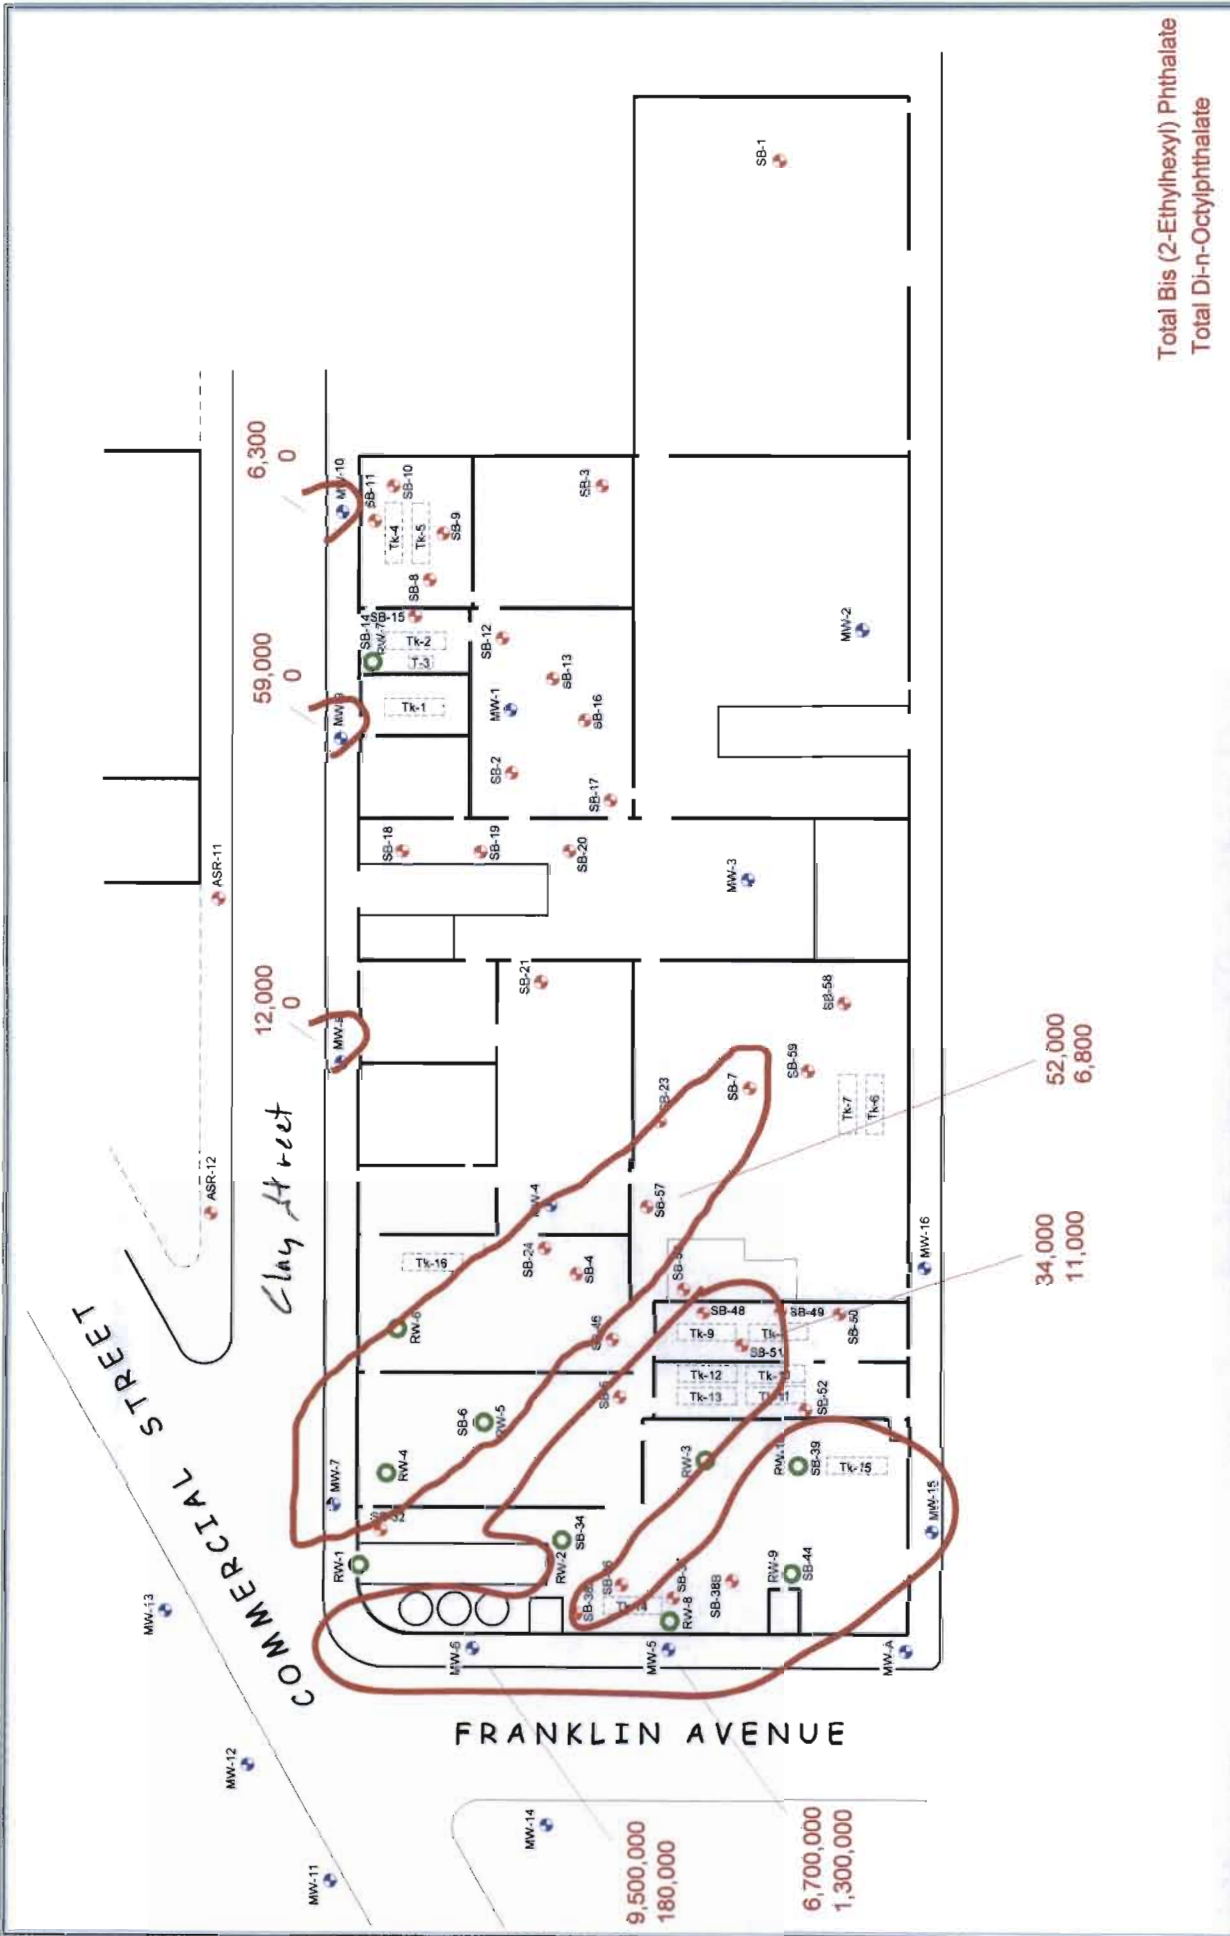 Total Bis (2-Ethylhexyl) Phthalate
Total Di-n-Octylphthalate
COMMERCIAL STREET
Clay Street
FRANKLIN AVENUE
6,300
0
59,000
0
12,000
0
52,000
6,800
34,000
11,000
9,500,000
180,000
6,700,000
1,300,000
ASR-11
ASR-12
MW-10
SB-11
SB-10
Tk-4
Tk-5
SB-9
SB-8
SB-3
SB-1
SB-14
SB-15
RW-7
Tk-2
T-3
Tk-1
SB-12
SB-13
MW-1
SB-16
SB-2
SB-17
MW-2
SB-18
SB-19
SB-20
MW-3
SB-21
SB-58
SB-59
SB-7
SB-23
Tk-7
Tk-6
SB-57
SB-24
SB-4
Tk-16
RW-6
MW-16
SB-48
SB-49
SB-50
Tk-9
SB-51
Tk-12
Tk-13
SB-52
SB-46
SB-6
RW-5
RW-4
RW-3
SB-39
Tk-15
MW-7
MW-15
RW-1
RW-2
SB-34
RW-9
SB-44
SB-38B
RW-8
MW-6
MW-5
MW-A
MW-13
MW-12
MW-11
MW-14